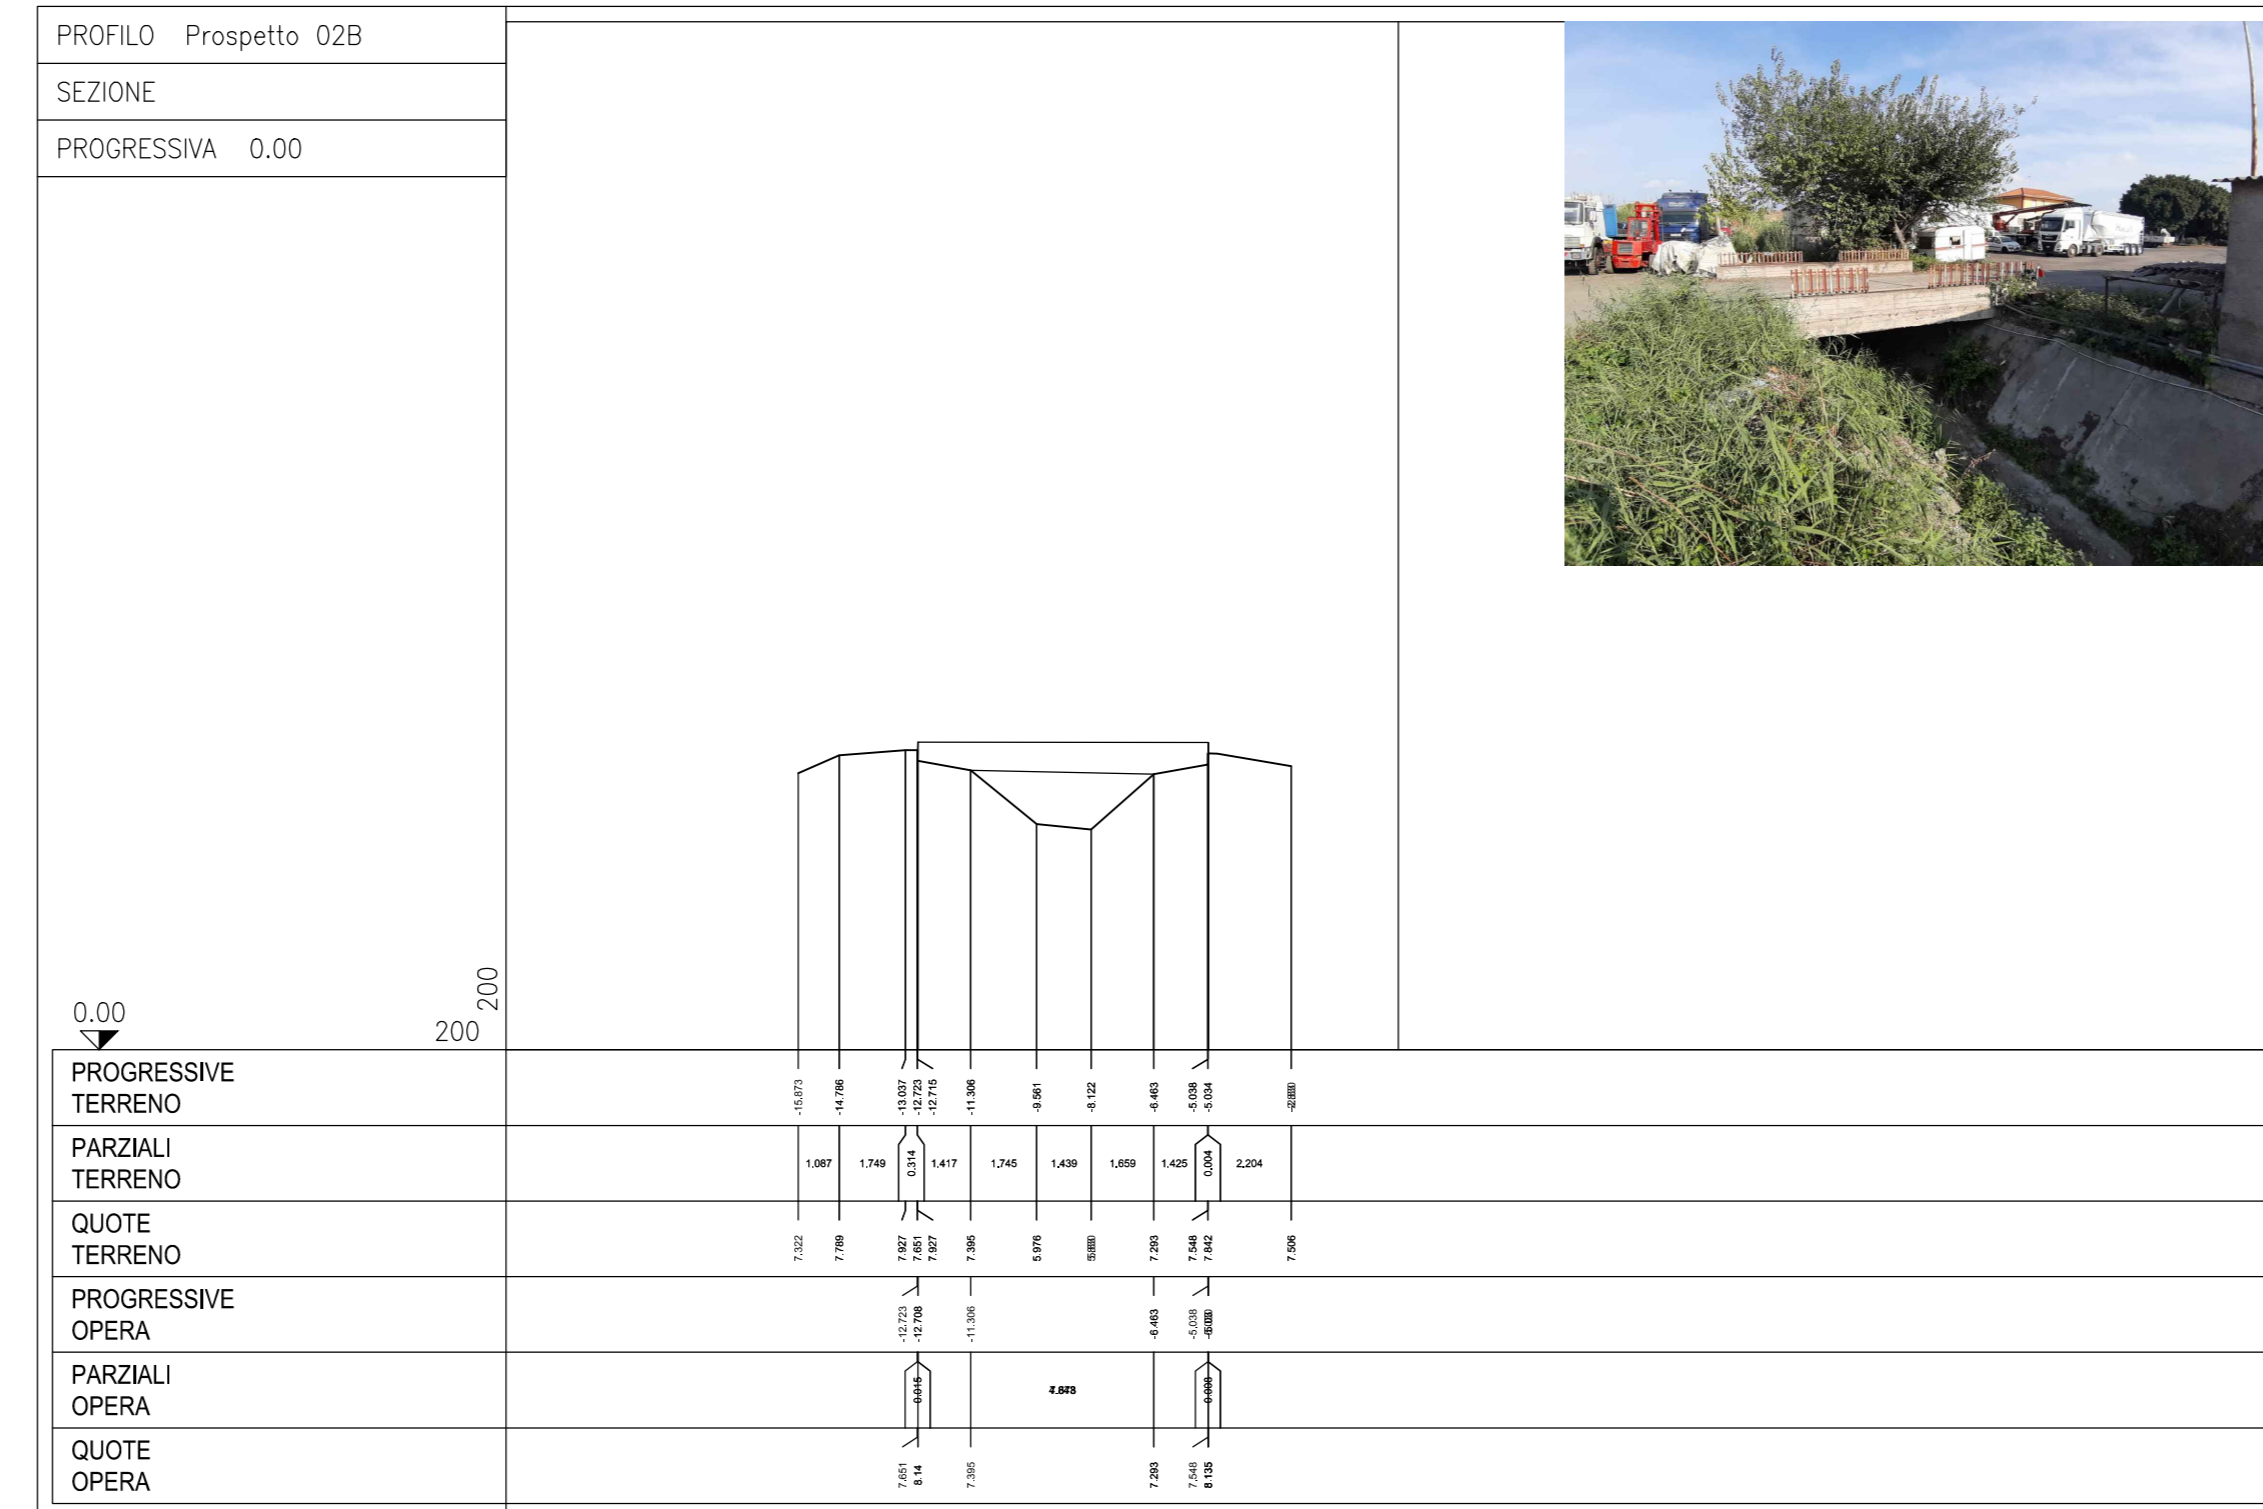 PROFILO Prospetto 02B
SEZIONE
PROGRESSIVA 0.00
200
0.00
200
PROGRESSIVE
TERRENO
-15.873 -14.786 -13.037 -12.723 -12.715 -11.306 -9.561 -8.122 -6.463 -5.038 -5.034
PARZIALI
TERRENO
1.087 1.749 0.314 1.417 1.745 1.439 1.659 1.425 0.004 2.204
QUOTE
TERRENO
7.322 7.789 7.927 7.651 7.927 7.395 5.976 7.293 7.548 7.842 7.506
PROGRESSIVE
OPERA
-12.723 -12.708 -11.306 -6.463 -5.038
PARZIALI
OPERA
0.015
QUOTE
OPERA
7.651 8.14 7.395 7.293 7.548 8.135